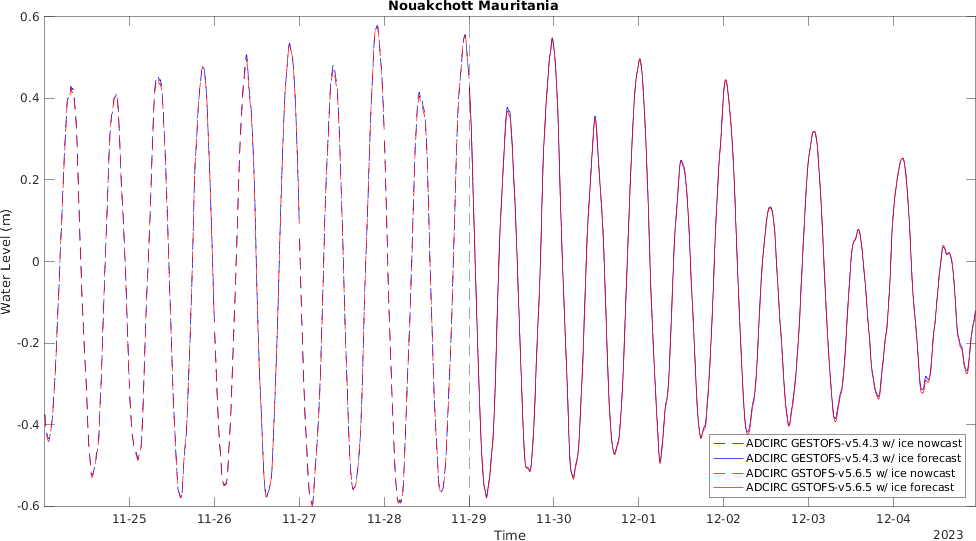 Nouakchott Mauritania
0.6
0.4
0.2
0
-0.2
-0.4
-0.6
Water Level (m)
11-25 11-26 11-27 11-28 11-29 11-30 12-01 12-02 12-03 12-04
Time
2023
ADCIRC GESTOFS-v5.4.3 w/ ice nowcast
ADCIRC GESTOFS-v5.4.3 w/ ice forecast
ADCIRC GSTOFS-v5.6.5 w/ ice nowcast
ADCIRC GSTOFS-v5.6.5 w/ ice forecast